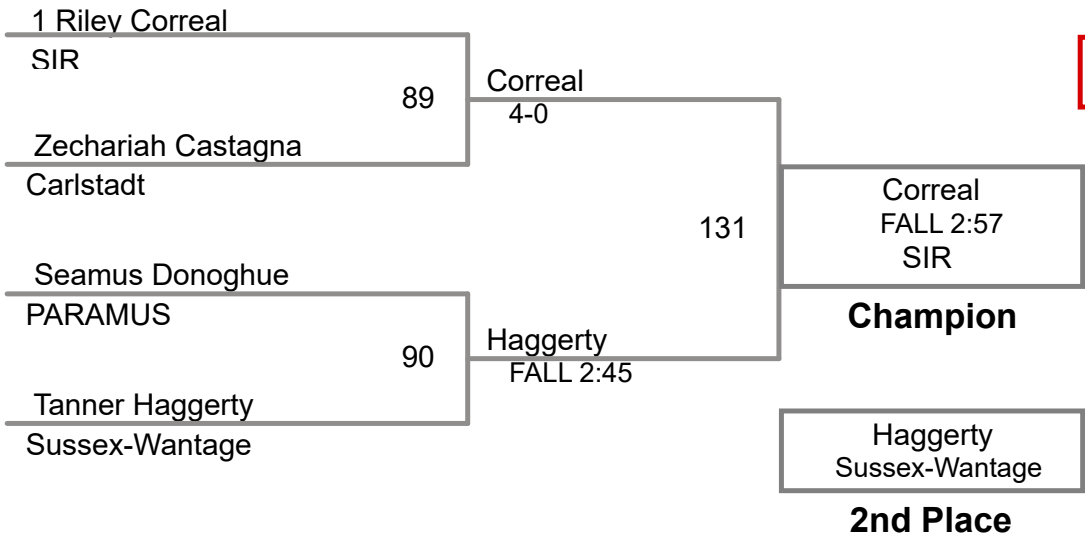 1 Riley Correal
SIR
89
Correal
4-0
Zechariah Castagna
Carlstadt
131
Correal
FALL 2:57
SIR
Champion
Seamus Donoghue
PARAMUS
90
Haggerty
FALL 2:45
Tanner Haggerty
Sussex-Wantage
Haggerty
Sussex-Wantage
2nd Place